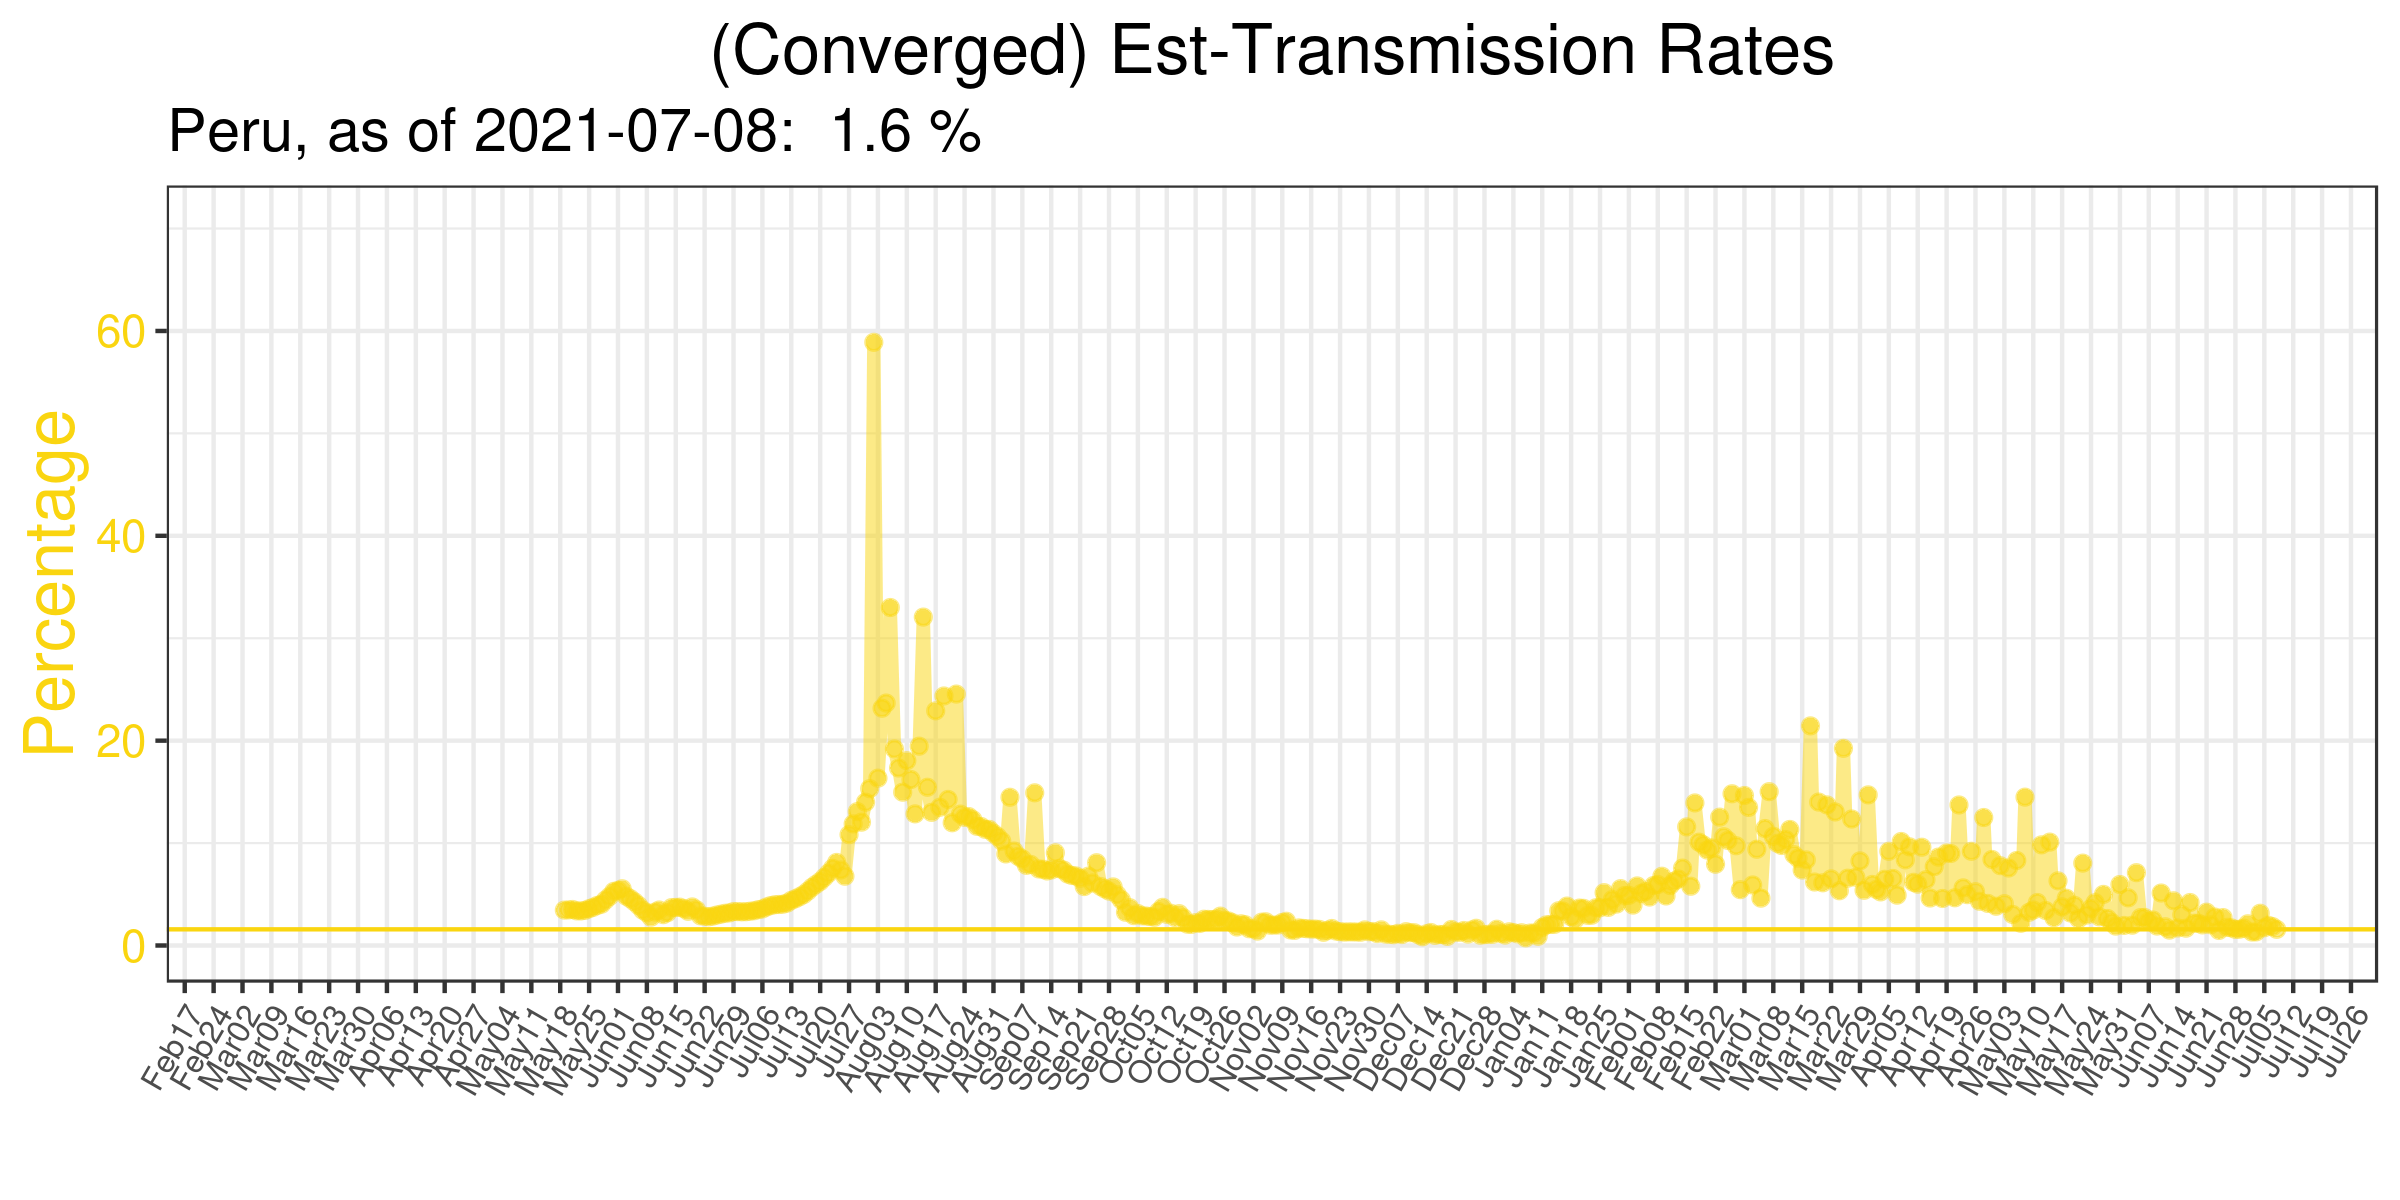 (Converged) Est-Transmission Rates
Peru, as of 2021-07-08:  1.6 %
Percentage
60
40
20
0
Feb17
Feb24
Mar02
Mar09
Mar16
Mar23
Mar30
Apr06
Apr13
Apr20
Apr27
May04
May11
May18
May25
Jun01
Jun08
Jun15
Jun22
Jun29
Jul06
Jul13
Jul20
Jul27
Aug03
Aug10
Aug17
Aug24
Aug31
Sep07
Sep14
Sep21
Sep28
Oct05
Oct12
Oct19
Oct26
Nov02
Nov09
Nov16
Nov23
Nov30
Dec07
Dec14
Dec21
Dec28
Jan04
Jan11
Jan18
Jan25
Feb01
Feb08
Feb15
Feb22
Mar01
Mar08
Mar15
Mar22
Mar29
Apr05
Apr12
Apr19
Apr26
May03
May10
May17
May24
May31
Jun07
Jun14
Jun21
Jun28
Jul05
Jul12
Jul19
Jul26